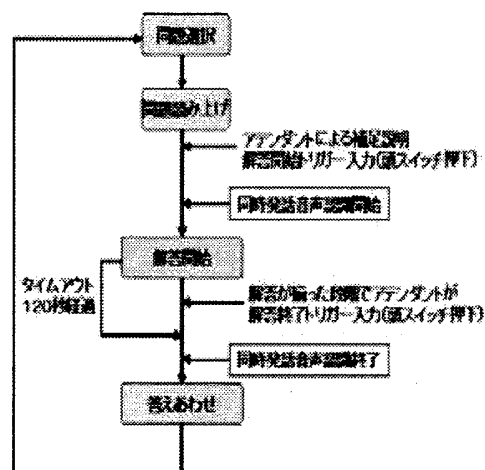 問題選択
問題読み上げ
アテンダントによる補足説明
解答開始トリガー入力(頭スイッチ押下)
同時発話音声認識開始
解答開始
タイムアウト
120秒経過
解答が揃った段階でアテンダントが
解答終了トリガー入力(頭スイッチ押下)
同時発話音声認識終了
答えあわせ